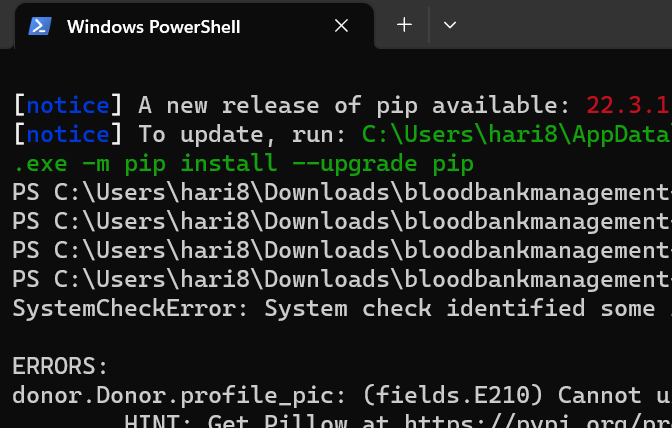 Windows PowerShell
[notice] A new release of pip available: 22.3.1
[notice] To update, run: C:\Users\hari8\AppData
.exe -m pip install --upgrade pip
PS C:\Users\hari8\Downloads\bloodbankmanagement
PS C:\Users\hari8\Downloads\bloodbankmanagement
PS C:\Users\hari8\Downloads\bloodbankmanagement
PS C:\Users\hari8\Downloads\bloodbankmanagement
SystemCheckError: System check identified some
ERRORS:
donor.Donor.profile_pic: (fields.E210) Cannot u
HINT: Get Pillow at https://pypi.org/pr